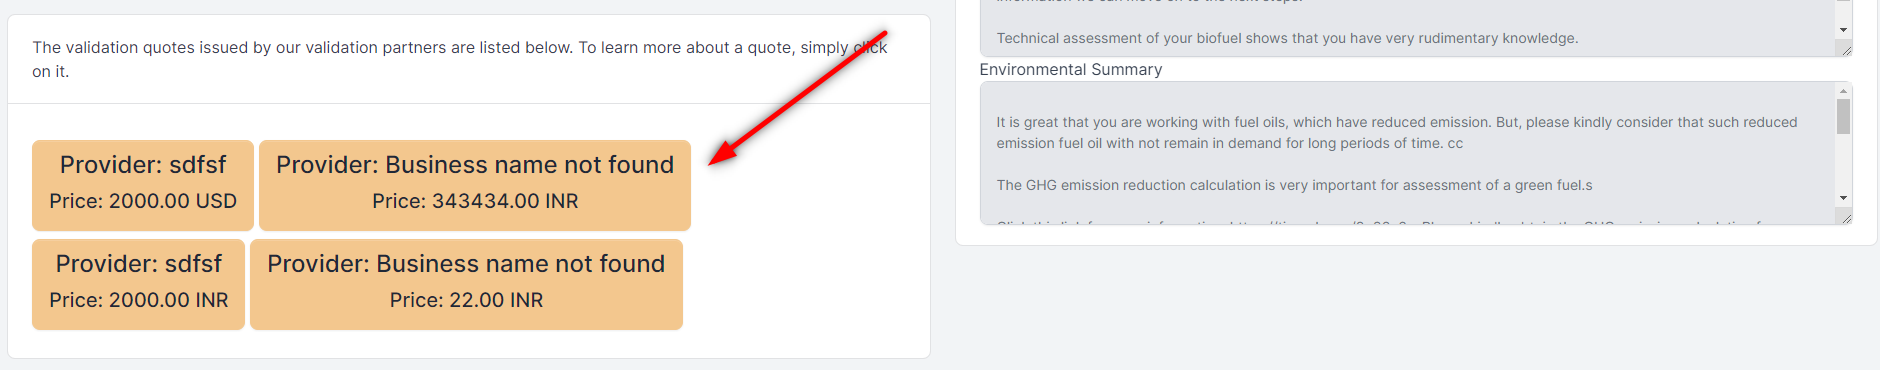 The validation quotes issued by our validation partners are listed below. To learn more about a quote, simply click
on it.
Provider: sdfsf
Price: 2000.00 USD
Provider: Business name not found
Price: 343434.00 INR
Provider: sdfsf
Price: 2000.00 INR
Provider: Business name not found
Price: 22.00 INR
Technical assessment of your biofuel shows that you have very rudimentary knowledge.
Environmental Summary
It is great that you are working with fuel oils, which have reduced emission. But, please kindly consider that such reduced
emission fuel oil with not remain in demand for long periods of time. cc
The GHG emission reduction calculation is very important for assessment of a green fuel.s